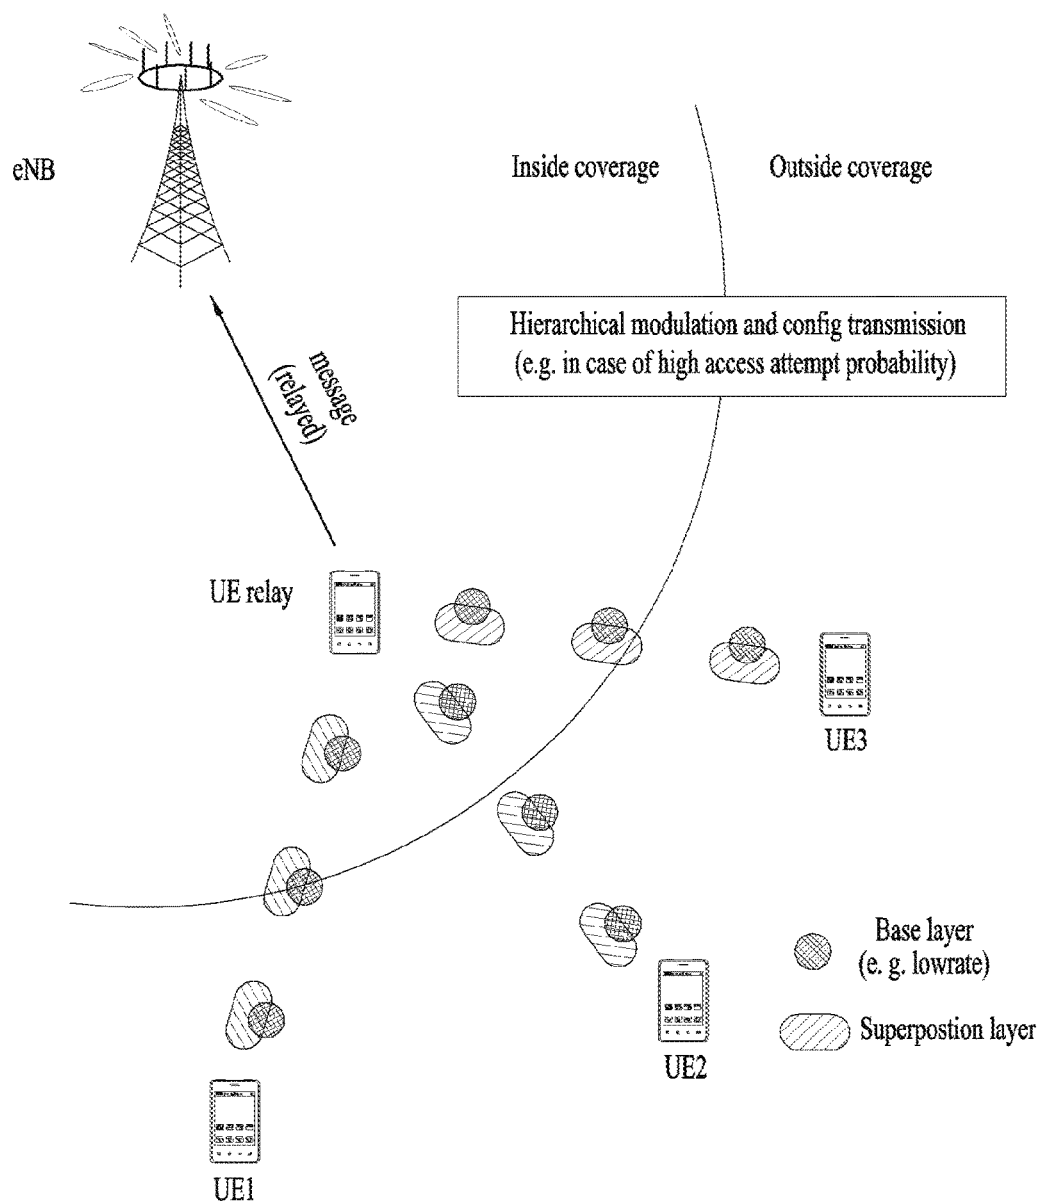 eNB
Inside coverage
Outside coverage
Hierarchical modulation and config transmission
(e.g. in case of high access attempt probability)
message
(relayed)
UE relay
UE3
Base layer
(e. g. lowrate)
Superpostion layer
UE2
UE1